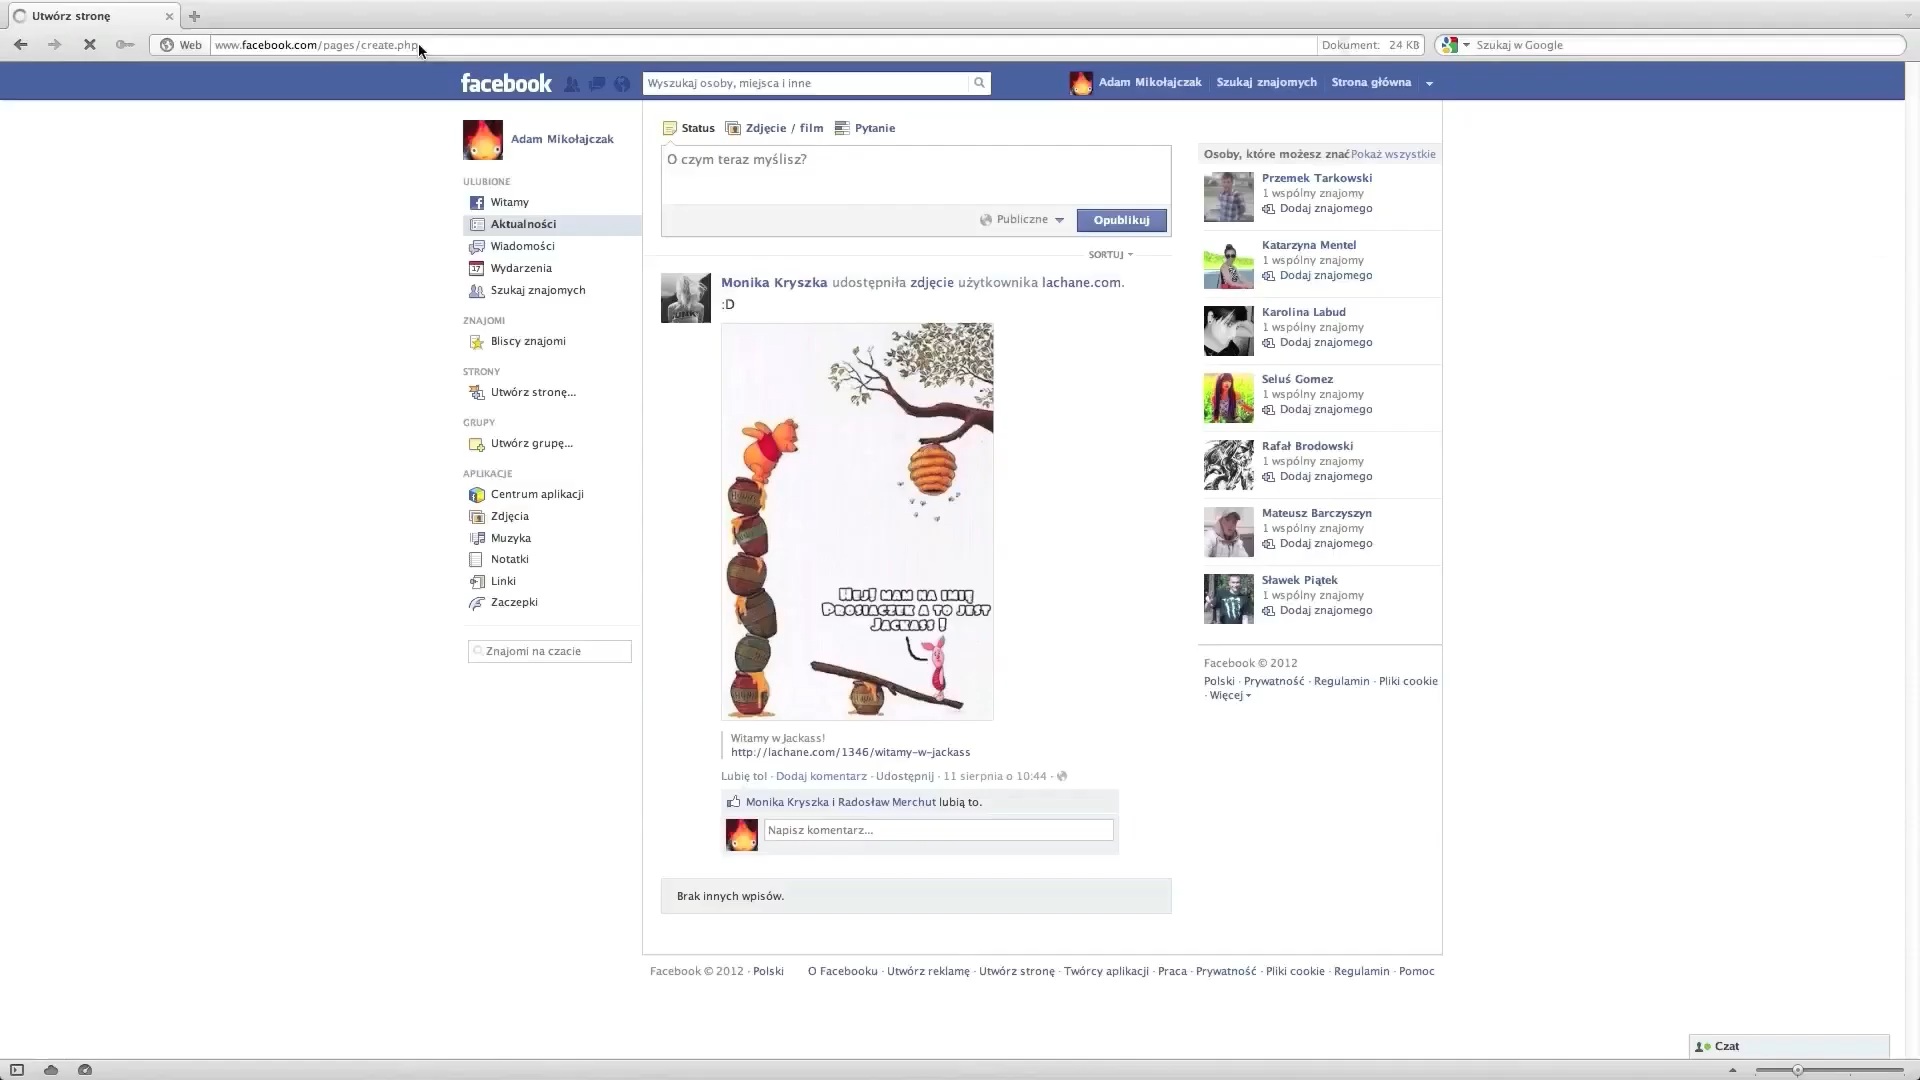 Utwórz stronę
Web
www.facebook.com/pages/create.php
Dokument: 24 KB
Szukaj w Google
facebook
Wyszukaj osoby, miejsca i inne
Adam Mikołajczak
Szukaj znajomych
Strona główna
Adam Mikołajczak
ULUBIONE
Witamy
Aktualności
Wiadomości
17
Wydarzenia
Szukaj znajomych
ZNAJOMI
Bliscy znajomi
STRONY
Utwórz stronę...
GRUPY
Utwórz grupę...
APLIKACJE
Centrum aplikacji
Zdjęcia
Muzyka
Notatki
Linki
Zaczepki
Znajomi na czacie
Status
Zdjęcie / film
Pytanie
O czym teraz myślisz?
Publiczne
Opublikuj
SORTUJ
Monika Kryszka udostępniła zdjęcie użytkownika lachane.com.
:D
Hej! mam na imię
Prosiaczek a to jest
Jackass !
Witamy w Jackass!
http://lachane.com/1346/witamy-w-jackass
Lubię to! · Dodaj komentarz · Udostępnij · 11 sierpnia o 10:44 ·
Monika Kryszka i Radosław Merchut lubią to.
Napisz komentarz...
Brak innych wpisów.
Osoby, które możesz znać
Pokaż wszystkie
Przemek Tarkowski
1 wspólny znajomy
Dodaj znajomego
Katarzyna Mentel
1 wspólny znajomy
Dodaj znajomego
Karolina Labud
1 wspólny znajomy
Dodaj znajomego
Seluś Gomez
1 wspólny znajomy
Dodaj znajomego
Rafał Brodowski
1 wspólny znajomy
Dodaj znajomego
Mateusz Barczyszyn
1 wspólny znajomy
Dodaj znajomego
Sławek Piątek
1 wspólny znajomy
Dodaj znajomego
Facebook © 2012
Polski · Prywatność · Regulamin · Pliki cookie
· Więcej
Facebook © 2012 · Polski
O Facebooku · Utwórz reklamę · Utwórz stronę · Twórcy aplikacji · Praca · Prywatność · Pliki cookie · Regulamin · Pomoc
Czat